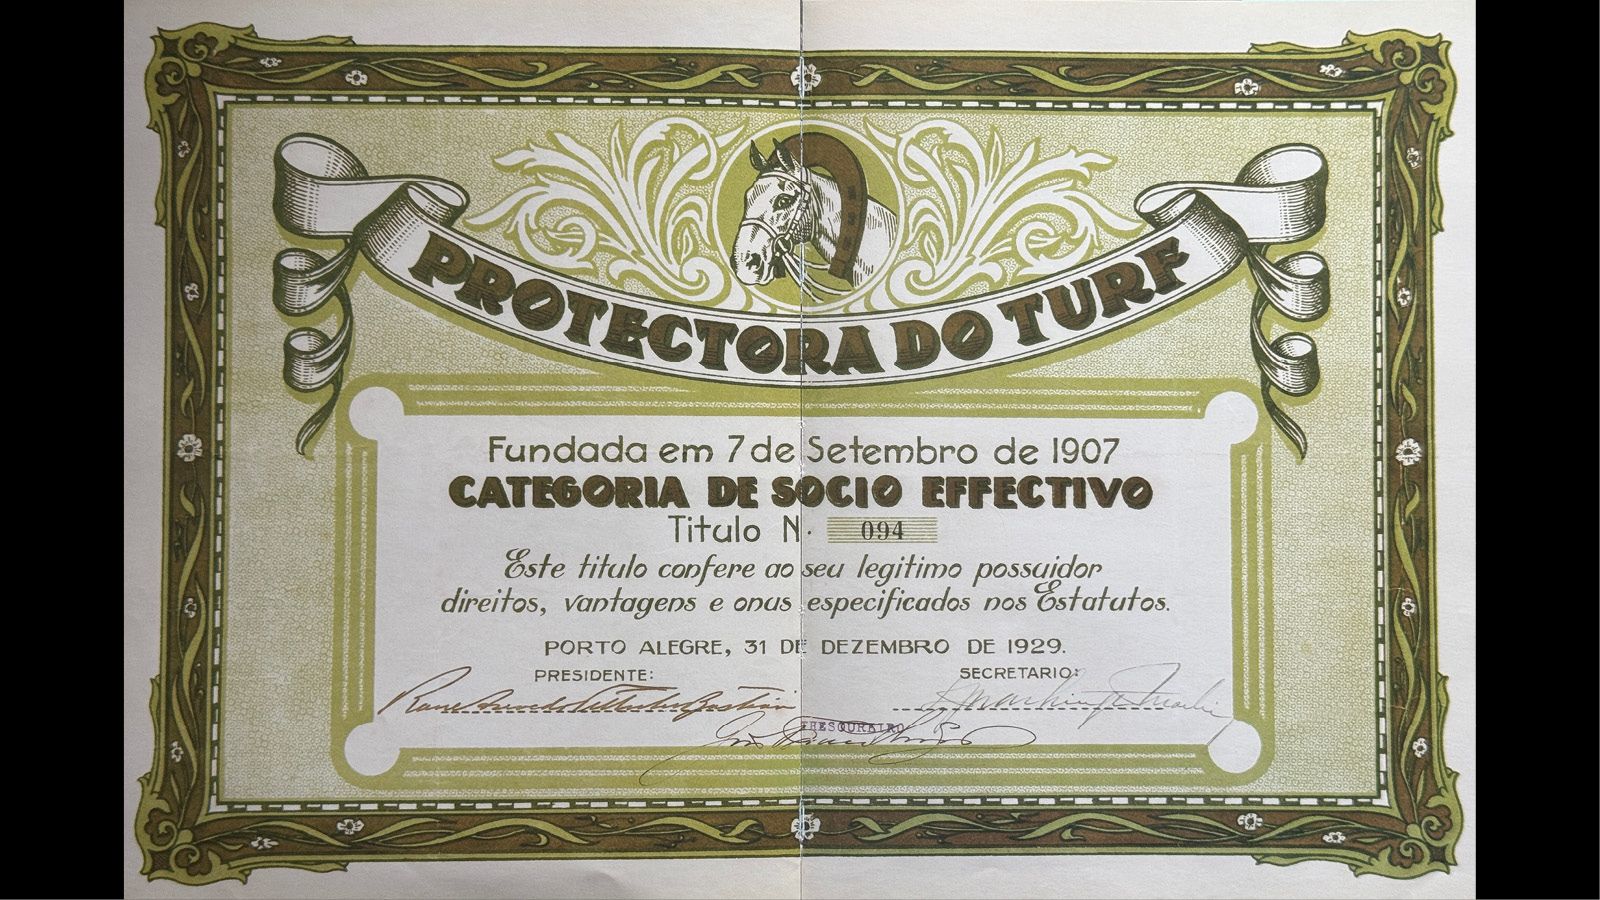 PROTECTORA DO TURF
Fundada em 7 de Setembro de 1907
CATEGORIA DE SOCIO EFFECTIVO
Titulo N. 094
Este titulo confere ao seu legitimo possuidor
direitos, vantagens e onus especificados nos Estatutos.
PORTO ALEGRE, 31 DE DEZEMBRO DE 1929.
PRESIDENTE: SECRETARIO:
THESOUREIRO